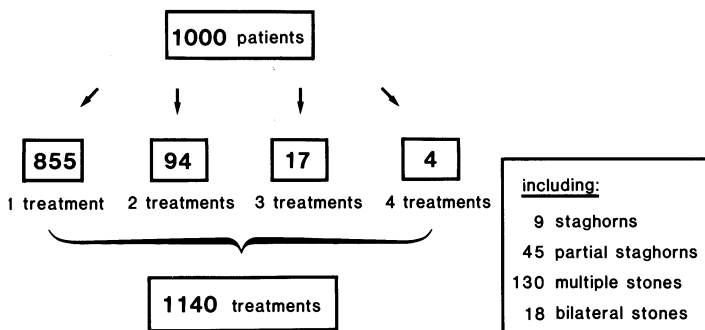 1000 patients
855 94 17 4
1 treatment 2 treatments 3 treatments 4 treatments
1140 treatments
including:
9 staghorns
45 partial staghorns
130 multiple stones
18 bilateral stones